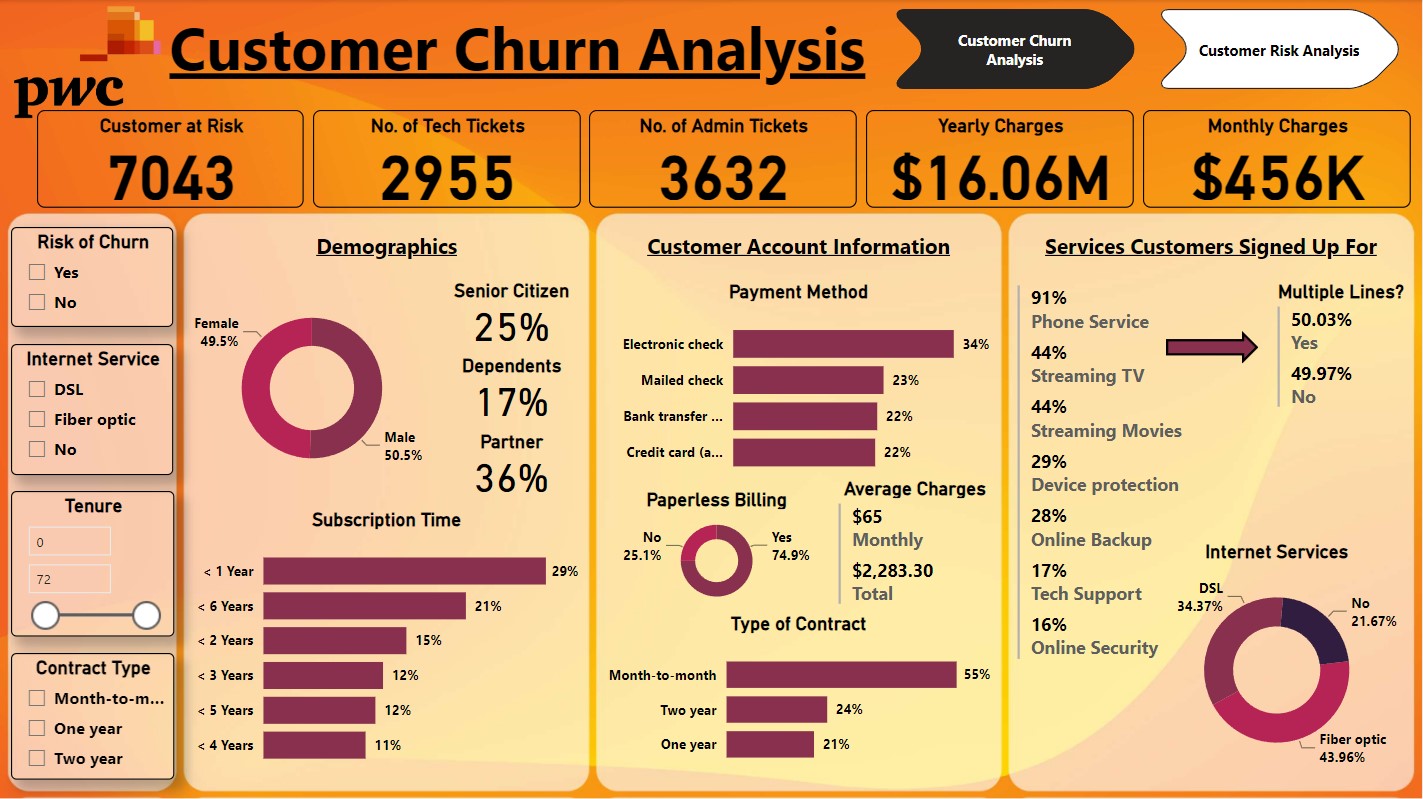 pwc
Customer Churn Analysis
Customer Churn
Analysis
Customer Risk Analysis
Customer at Risk
7043
No. of Tech Tickets
2955
No. of Admin Tickets
3632
Yearly Charges
$16.06M
Monthly Charges
$456K
Risk of Churn
Yes
No
Internet Service
DSL
Fiber optic
No
Tenure
0
72
Contract Type
Month-to-m...
One year
Two year
Demographics
Female
49.5%
Male
50.5%
Senior Citizen
25%
Dependents
17%
Partner
36%
Subscription Time
< 1 Year 29%
< 6 Years 21%
< 2 Years 15%
< 3 Years 12%
< 5 Years 12%
< 4 Years 11%
Customer Account Information
Payment Method
Electronic check 34%
Mailed check 23%
Bank transfer ... 22%
Credit card (a... 22%
Paperless Billing
No
25.1%
Yes
74.9%
Average Charges
$65
Monthly
$2,283.30
Total
Type of Contract
Month-to-month 55%
Two year 24%
One year 21%
Services Customers Signed Up For
91%
Phone Service
44%
Streaming TV
44%
Streaming Movies
29%
Device protection
28%
Online Backup
17%
Tech Support
16%
Online Security
Multiple Lines?
50.03%
Yes
49.97%
No
Internet Services
DSL
34.37%
No
21.67%
Fiber optic
43.96%